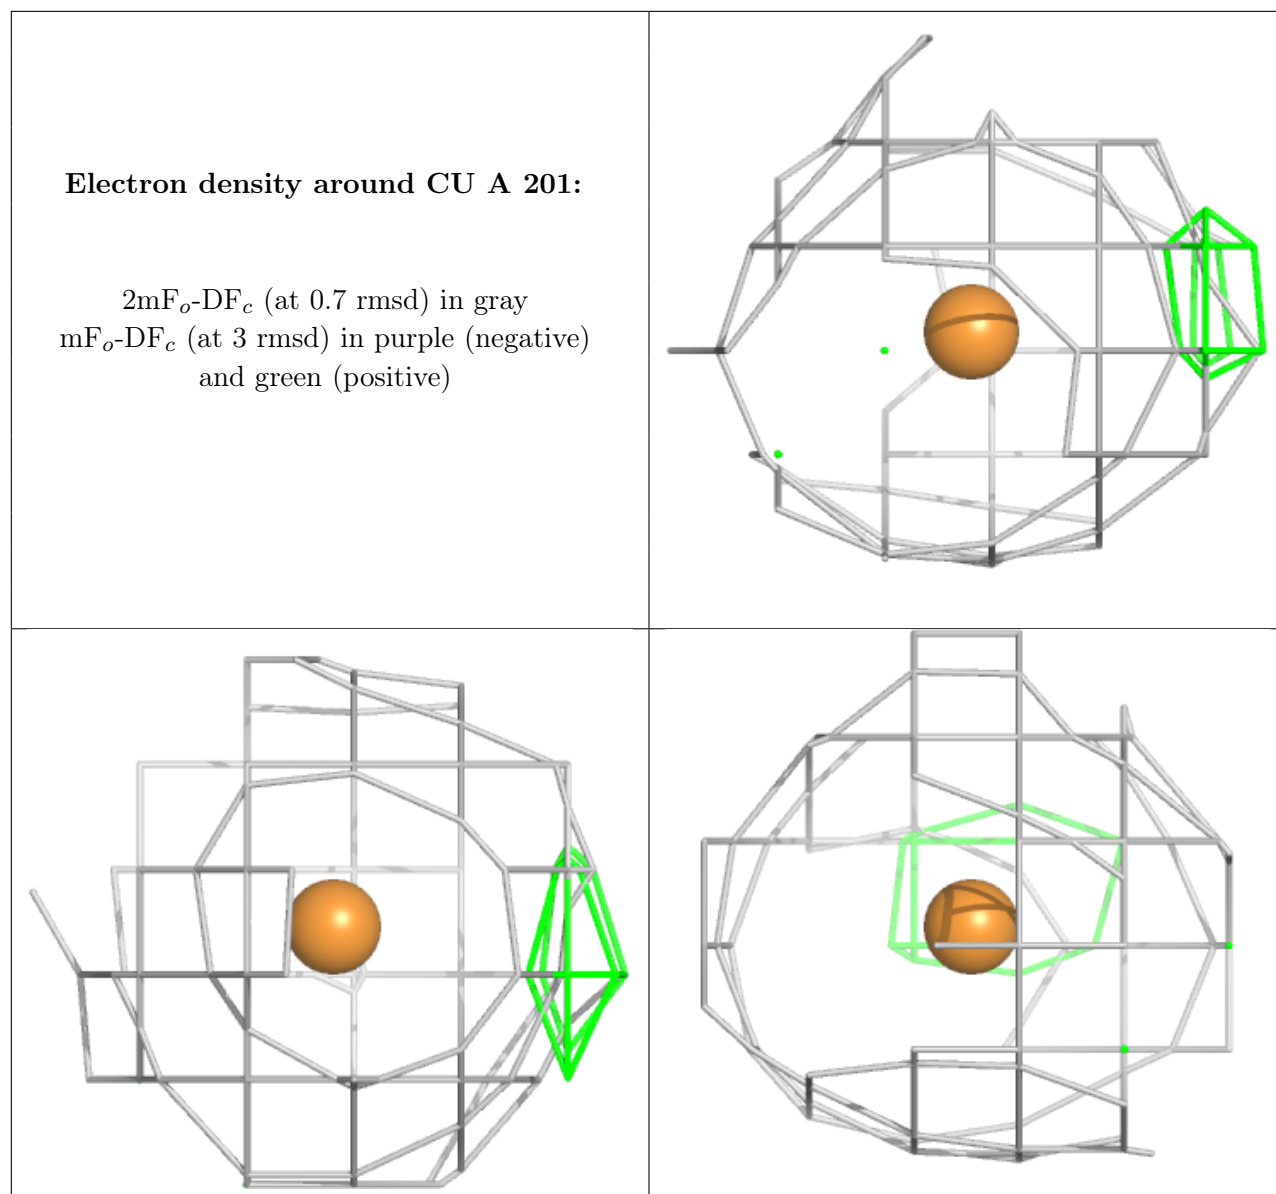 Electron density around CU A 201:
2mFo-DFc (at 0.7 rmsd) in gray
mFo-DFc (at 3 rmsd) in purple (negative)
and green (positive)